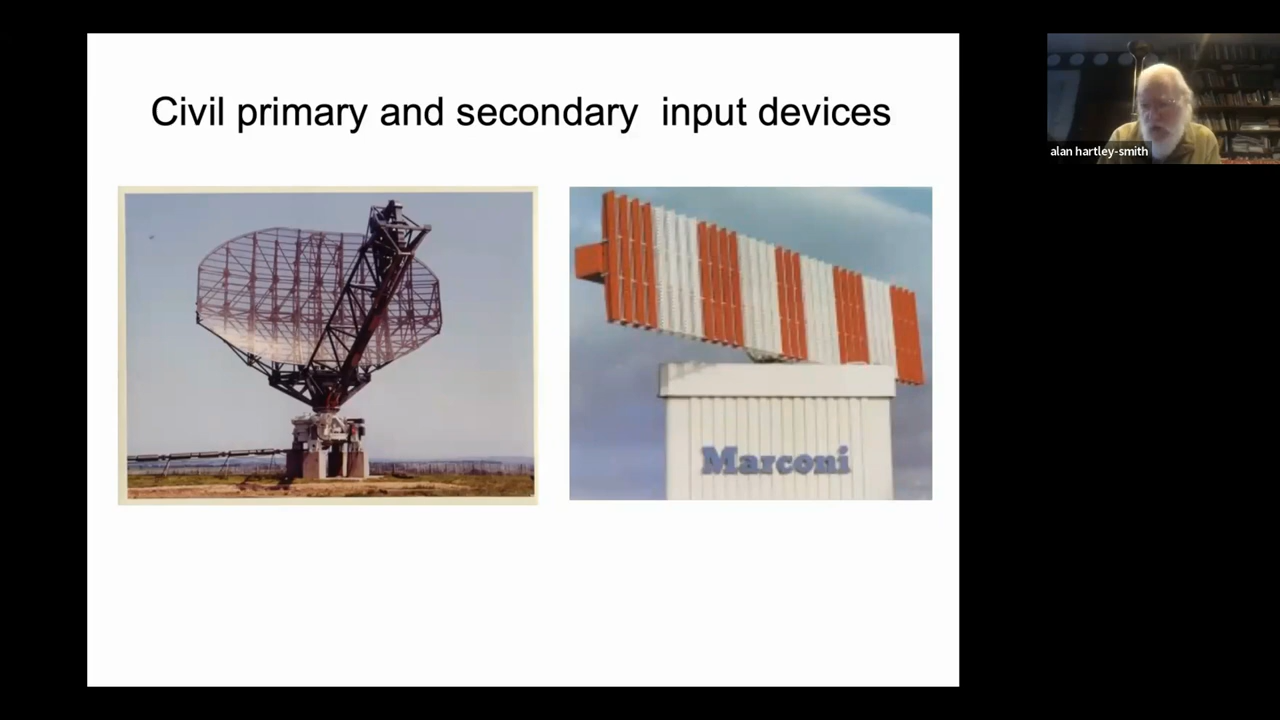 Civil primary and secondary  input devices
alan hartley-smith
Marconi